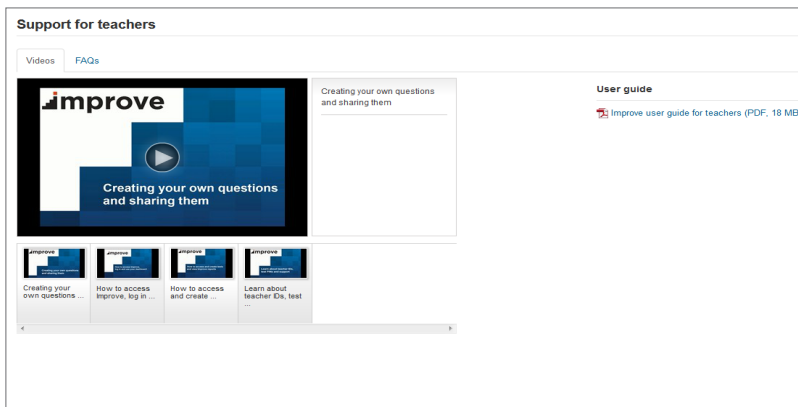 Support for teachers
Videos
FAQs
improve
Creating your own questions
and sharing them
Creating your own questions
and sharing them
User guide
Improve user guide for teachers (PDF, 18 MB
improve
improve
improve
improve
Creating your
own questions ...
How to access
Improve, log in ...
How to access
and create ...
Learn about
teacher IDs, test
...